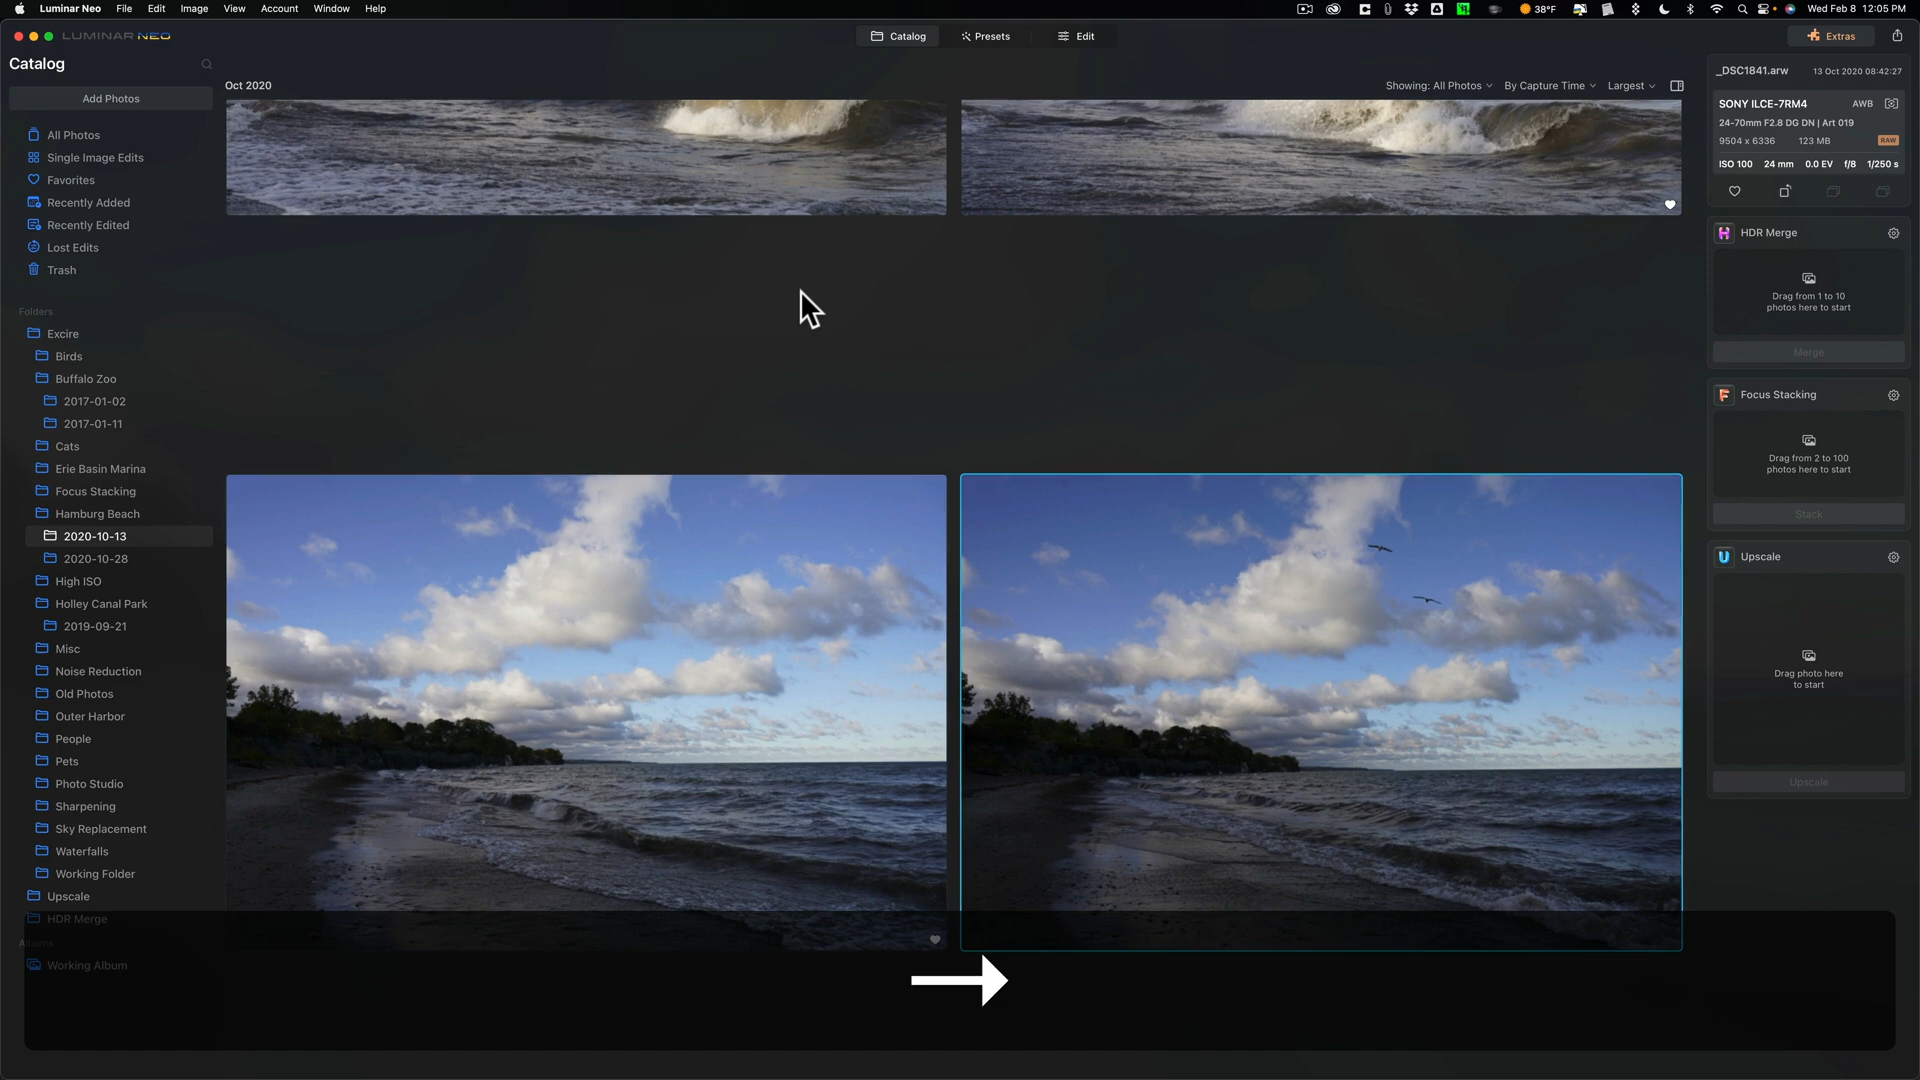 Luminar Neo File Edit Image View Account Window Help
38°F Wed Feb 8 12:05 PM
LUMINAR NEO
Catalog Presets Edit
Extras
Catalog
Add Photos
All Photos
Single Image Edits
Favorites
Recently Added
Recently Edited
Lost Edits
Trash
Folders
Excire
Birds
Buffalo Zoo
2017-01-02
2017-01-11
Cats
Erie Basin Marina
Focus Stacking
Hamburg Beach
2020-10-13
2020-10-28
High ISO
Holley Canal Park
2019-09-21
Misc
Noise Reduction
Old Photos
Outer Harbor
People
Pets
Photo Studio
Sharpening
Sky Replacement
Waterfalls
Working Folder
Upscale
HDR Merge
Albums
Working Album
Oct 2020
Showing: All Photos By Capture Time Largest
_DSC1841.arw 13 Oct 2020 08:42:27
SONY ILCE-7RM4 AWB
24-70mm F2.8 DG DN | Art 019
9504 x 6336 123 MB RAW
ISO 100 24 mm 0.0 EV f/8 1/250 s
HDR Merge
Drag from 1 to 10
photos here to start
Merge
Focus Stacking
Drag from 2 to 100
photos here to start
Stack
Upscale
Drag photo here
to start
Upscale